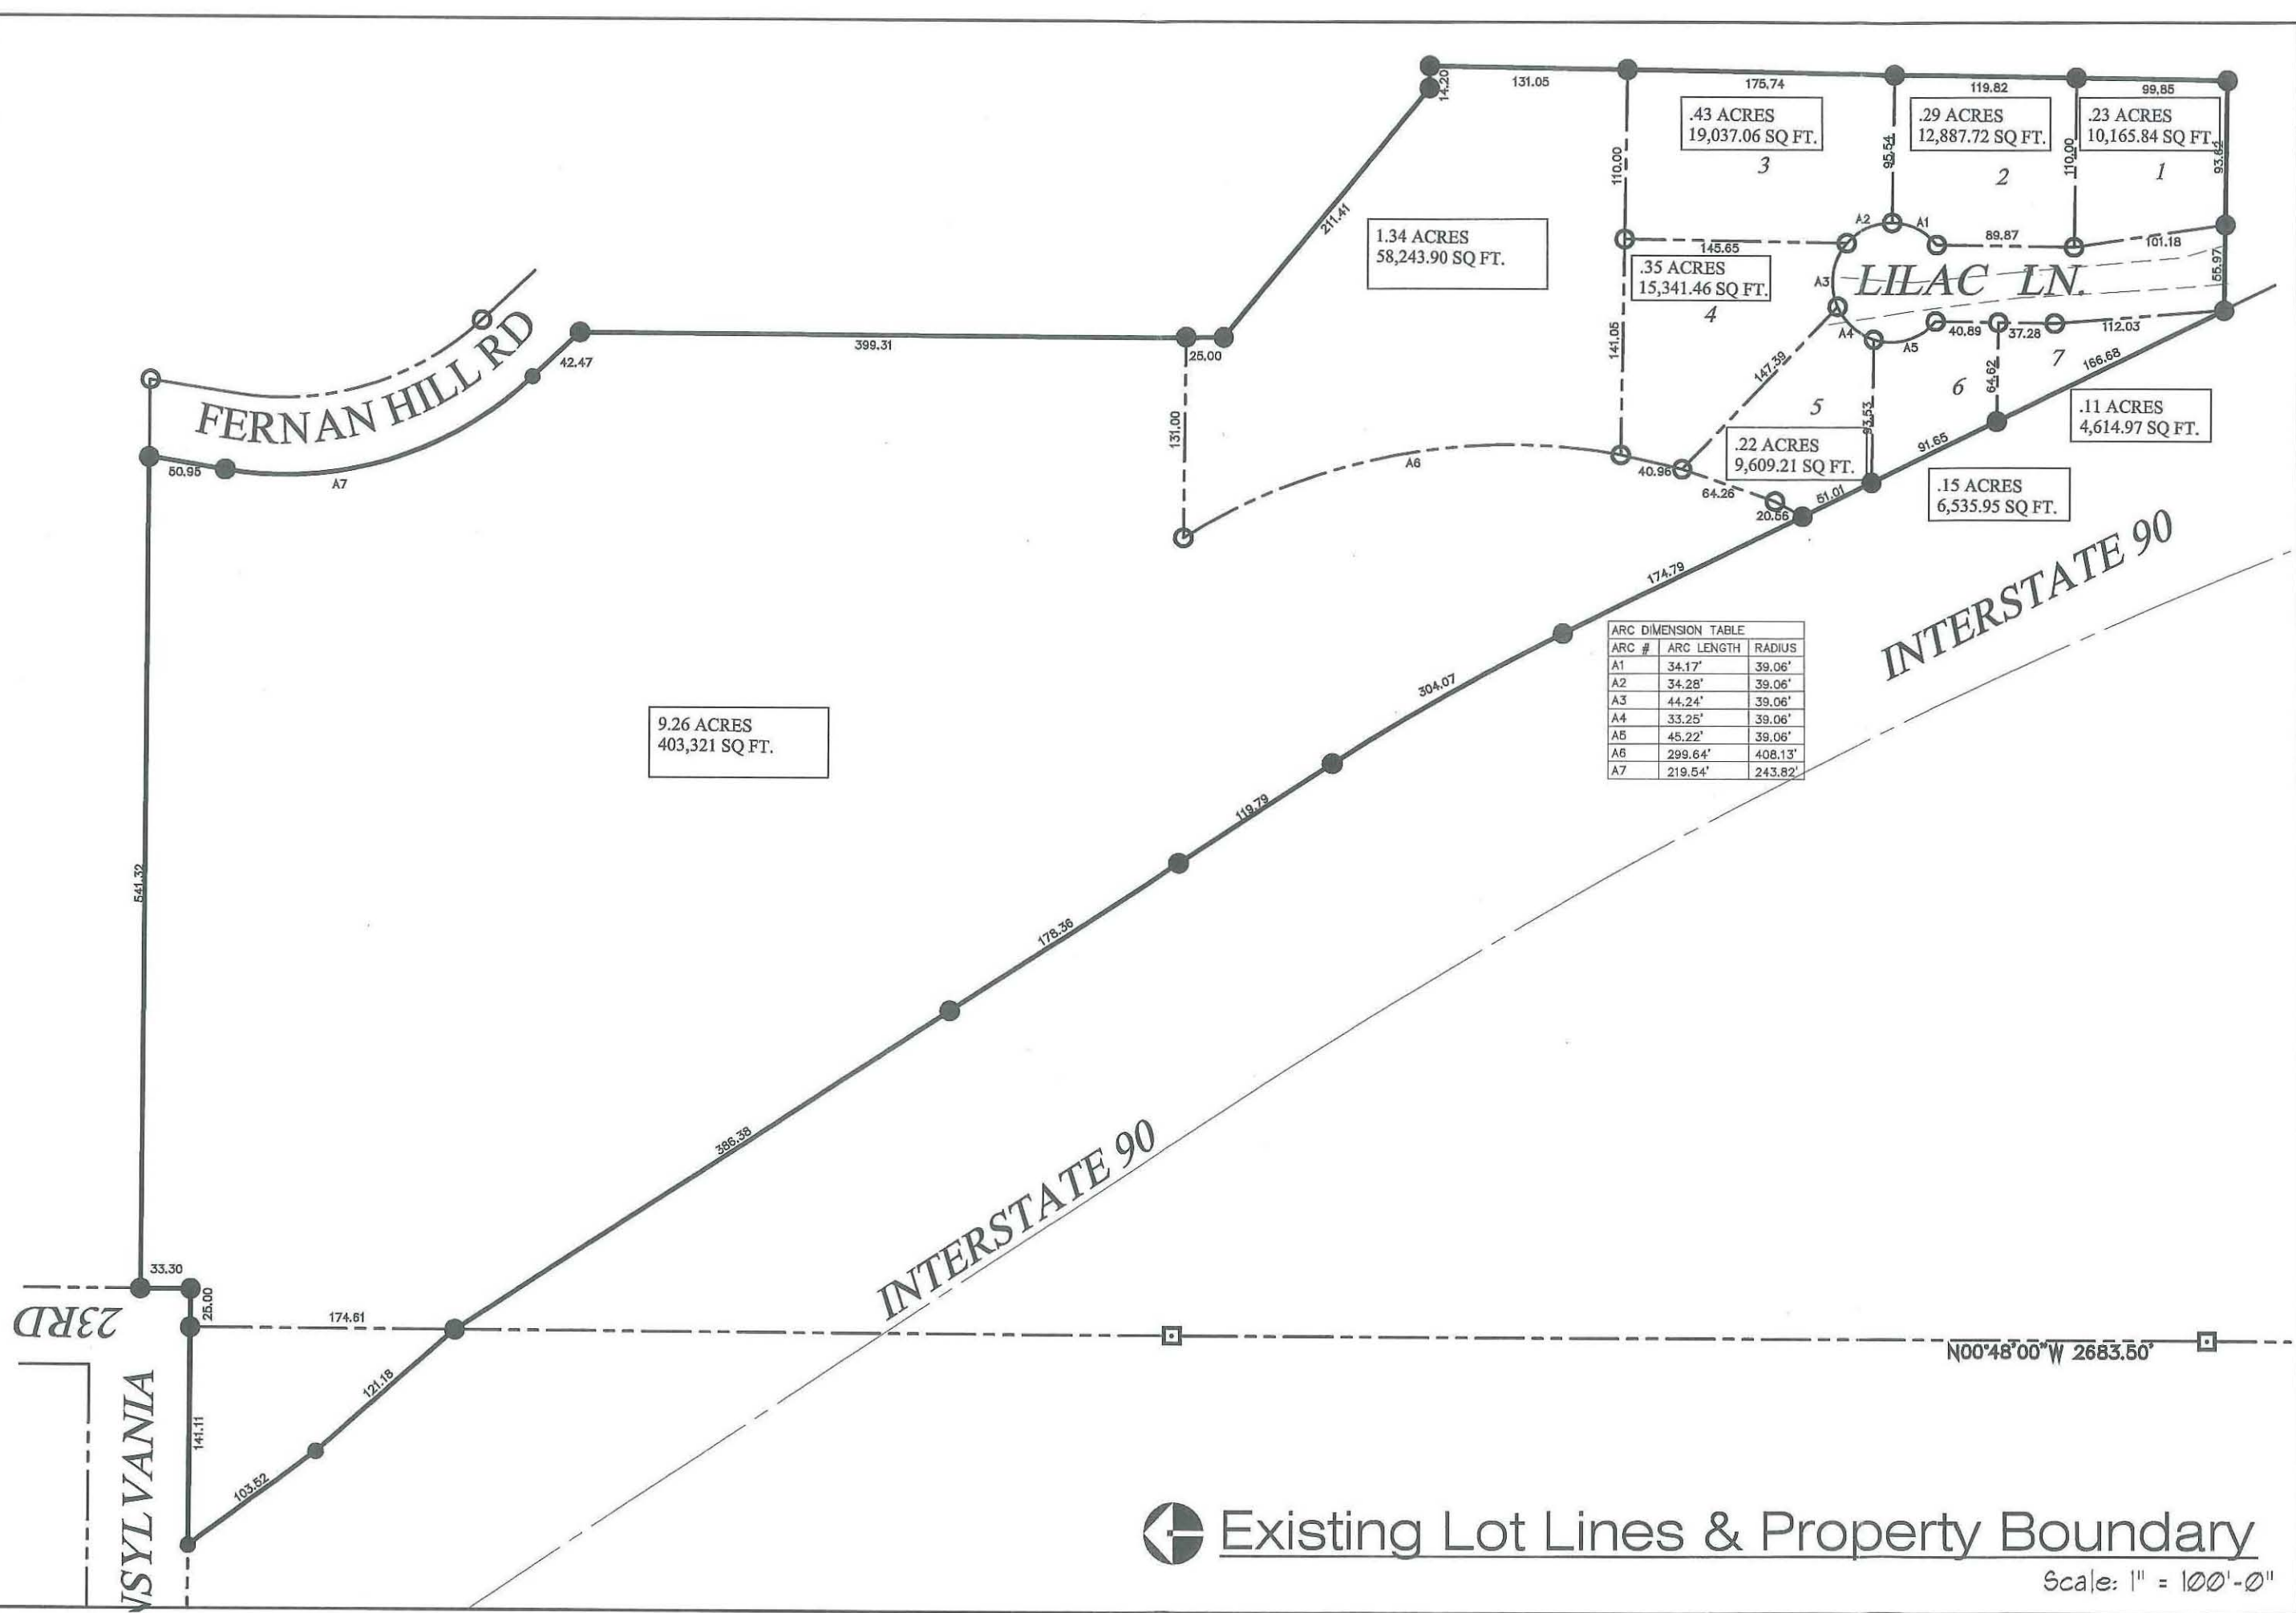 131.05
175.74
119.82
99.85
14.20
.43 ACRES
19,037.06 SQ FT.
3
.29 ACRES
12,887.72 SQ FT.
2
.23 ACRES
10,165.84 SQ FT.
1
110.00
95.54
110.00
93.62
211.41
1.34 ACRES
58,243.90 SQ FT.
A2
A1
89.87
101.18
145.65
.35 ACRES
15,341.46 SQ FT.
4
A3
LILAC LN.
55.97
141.05
A4
A5
40.89
37.28
112.03
7
166.68
147.39
64.62
6
5
93.53
.11 ACRES
4,614.97 SQ FT.
.22 ACRES
9,609.21 SQ FT.
91.65
.15 ACRES
6,535.95 SQ FT.
FERNAN HILL RD
42.47
399.31
25.00
131.00
50.95
A7
A6
40.96
64.26
20.56
51.01
174.79
INTERSTATE 90
ARC DIMENSION TABLE
ARC # ARC LENGTH RADIUS
A1 34.17' 39.06'
A2 34.28' 39.06'
A3 44.24' 39.06'
A4 33.25' 39.06'
A5 45.22' 39.06'
A6 299.64' 408.13'
A7 219.54' 243.82'
304.07
9.26 ACRES
403,321 SQ FT.
119.79
541.32
178.36
386.38
INTERSTATE 90
33.30
25.00
23RD
174.61
N00°48'00"W 2683.50'
121.18
141.11
103.52
NSYLVANIA
Existing Lot Lines & Property Boundary
Scale: 1" = 100'-0"